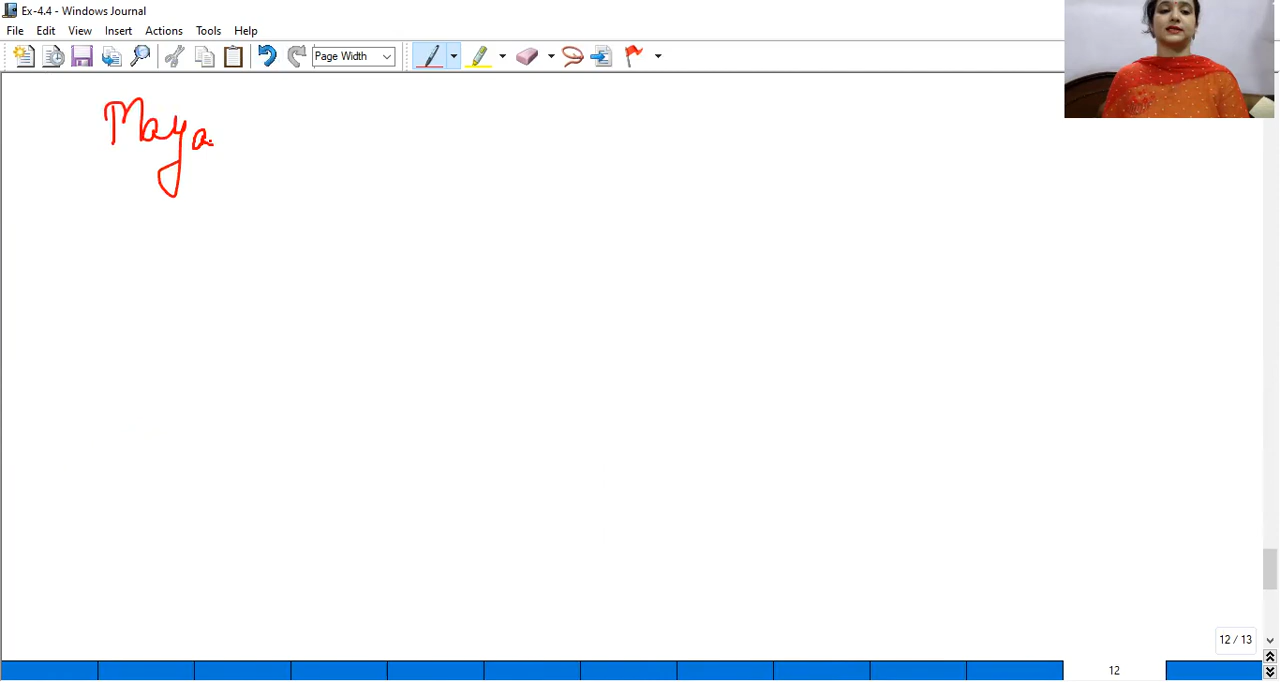 Ex-4.4 - Windows Journal
File Edit View Insert Actions Tools Help
Page Width
Maya
12 / 13
12